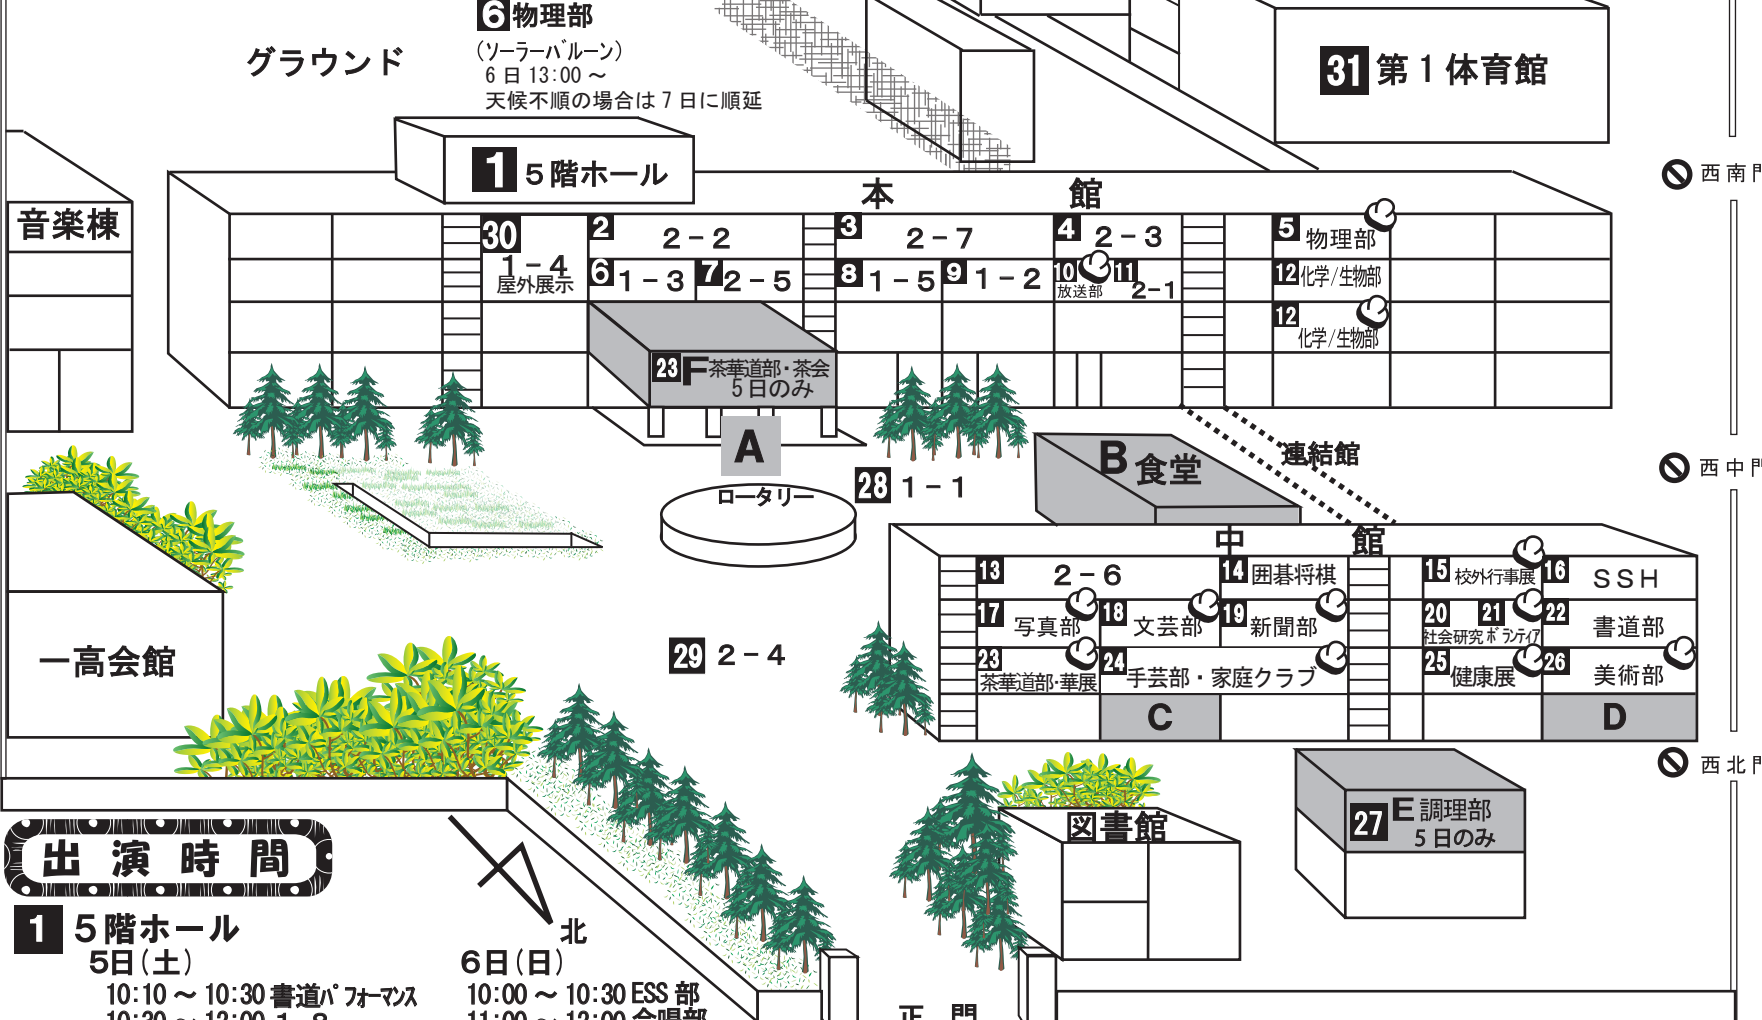 6 物理部
(ソーラーバルーン)
6日13:00～
天候不順の場合は7日に順延
グラウンド
31 第1体育館
1 5階ホール
西南門
本館
音楽棟
30 1-4
屋外展示
2 2-2
3 2-7
4 2-3
5 物理部
6 1-3
7 2-5
8 1-5
9 1-2
10 放送部
11 2-1
12 化学/生物部
12 化学/生物部
23 F 茶華道部・茶会
5日のみ
A
B 食堂
連結館
西中門
28 1-1
ロータリー
中館
13 2-6
14 囲碁将棋
15 校外行事展
16 SSH
17 写真部
18 文芸部
19 新聞部
20 社会研究
21 ボランティア
22 書道部
23 茶華道部・華展
24 手芸部・家庭クラブ
25 健康展
26 美術部
C
D
一高会館
29 2-4
西北門
図書館
27 E 調理部
5日のみ
出演時間
北
1 5階ホール
5日(土)
10:10～10:30 書道パフォーマンス
6日(日)
10:00～10:30 ESS部
11:00～12:00 合唱部
正門